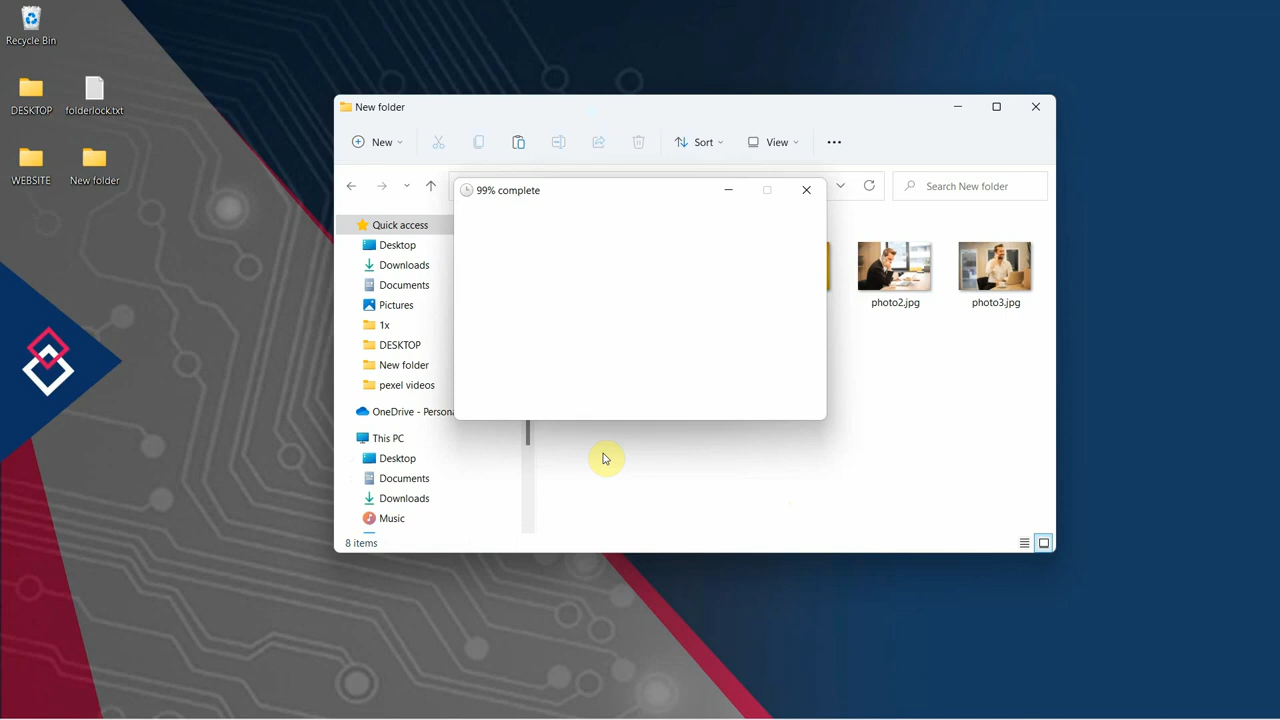 Recycle Bin
DESKTOP
folderlock.txt
WEBSITE
New folder
New folder
New
Sort
View
Search New folder
99% complete
Quick access
Desktop
Downloads
Documents
Pictures
1x
DESKTOP
New folder
pexel videos
OneDrive - Persona
This PC
Desktop
Documents
Downloads
Music
photo2.jpg
photo3.jpg
8 items